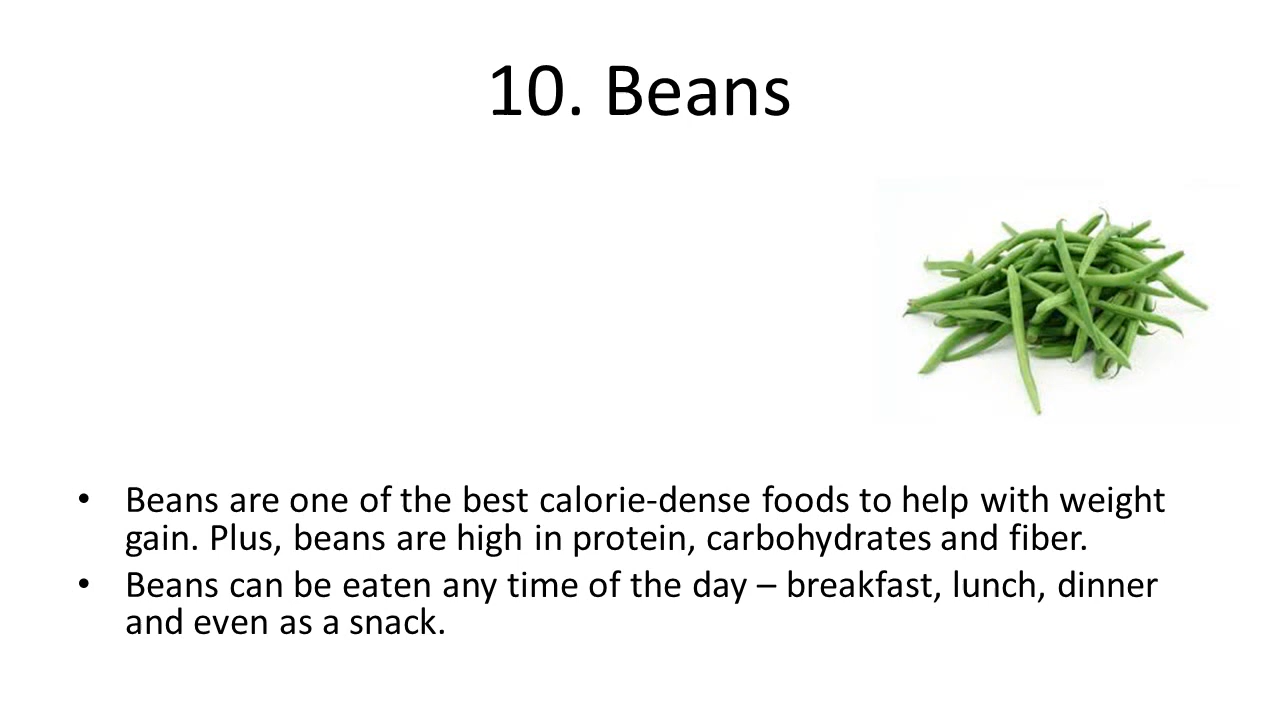 10. Beans
• Beans are one of the best calorie-dense foods to help with weight
gain. Plus, beans are high in protein, carbohydrates and fiber.
• Beans can be eaten any time of the day – breakfast, lunch, dinner
and even as a snack.